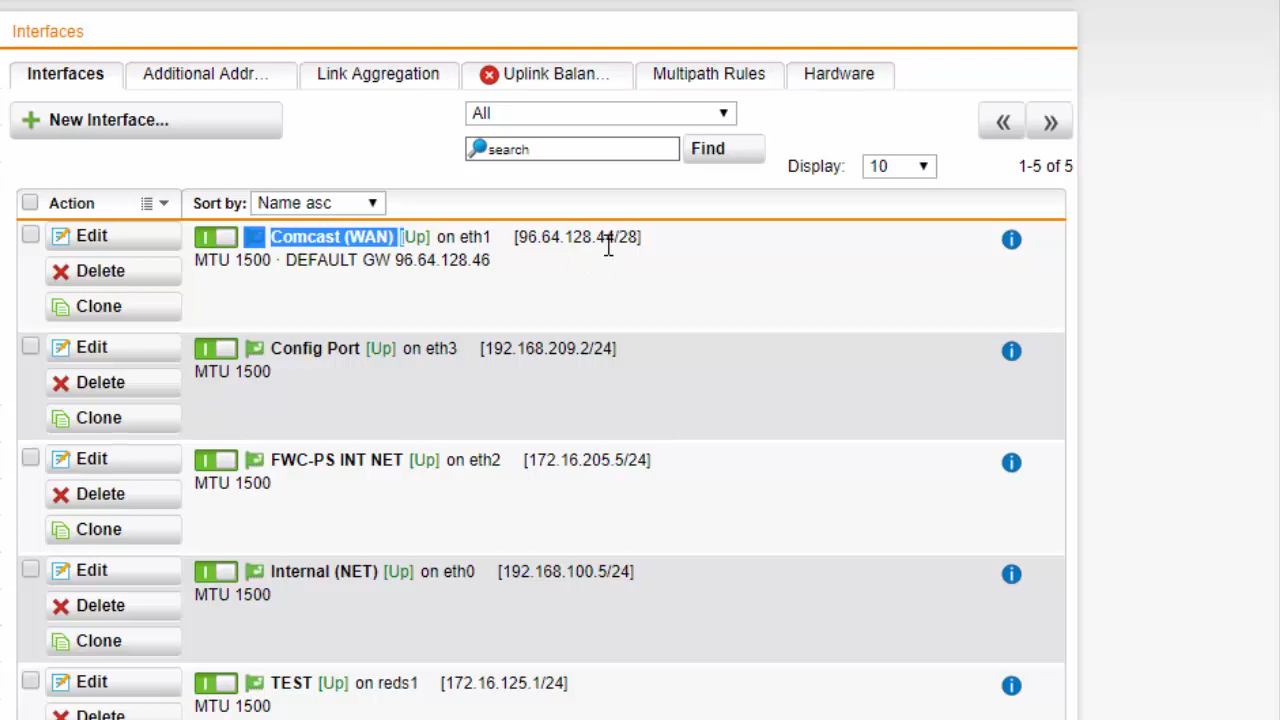 Interfaces
Interfaces Additional Addr... Link Aggregation Uplink Balan... Multipath Rules Hardware
New Interface... All
search Find
Display: 10 1-5 of 5
Action Sort by: Name asc
Edit Comcast (WAN) [Up] on eth1 [96.64.128.44/28]
MTU 1500 · DEFAULT GW 96.64.128.46
Delete
Clone
Edit Config Port [Up] on eth3 [192.168.209.2/24]
MTU 1500
Delete
Clone
Edit FWC-PS INT NET [Up] on eth2 [172.16.205.5/24]
MTU 1500
Delete
Clone
Edit Internal (NET) [Up] on eth0 [192.168.100.5/24]
MTU 1500
Delete
Clone
Edit TEST [Up] on reds1 [172.16.125.1/24]
MTU 1500
Delete